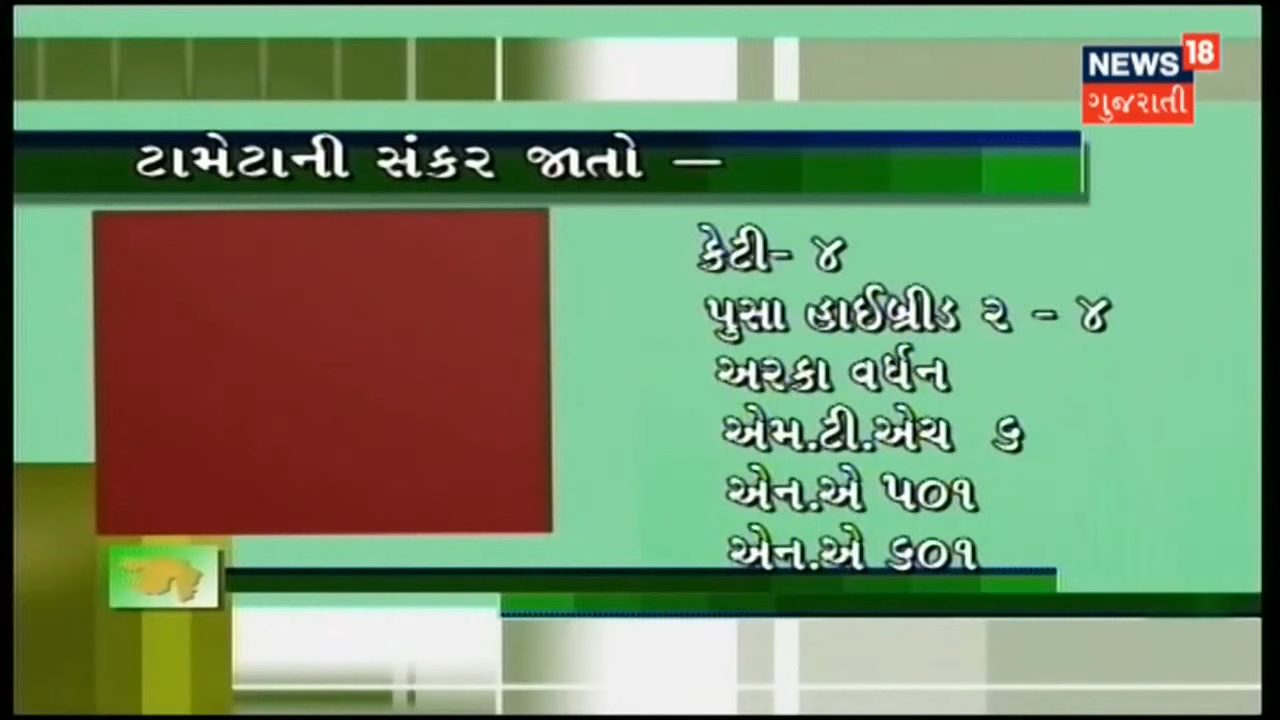 NEWS 18
ગુજરાતી
ટામેટાની સંકર જાતો –
કેટી- ૪
પુસા હાઈબ્રીડ ૨ - ૪
અરકા વર્ધન
એમ.ટી.એચ ૬
એન.એ ૫૦૧
એન.એ ૬૦૧